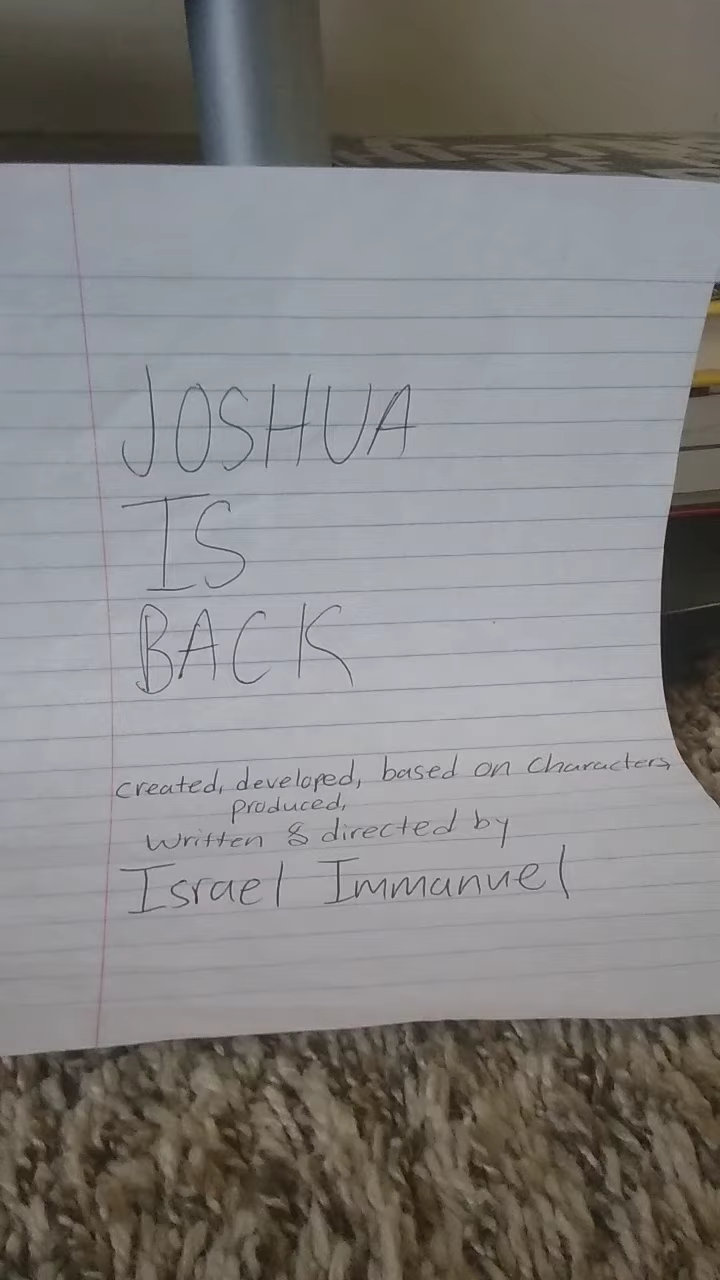 JOSHUA
IS
BACK
created, developed, based on characters,
produced,
written & directed by
Israel Immanuel